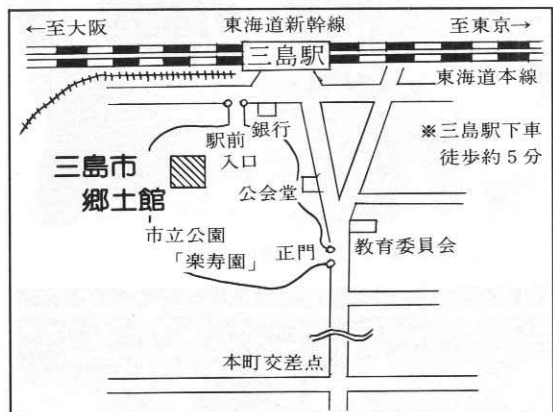 ←至大阪 東海道新幹線 至東京→
三島駅
東海道本線
銀行
駅前
入口
※三島駅下車
徒歩約5分
三島市
郷土館
公会堂
市立公園
「楽寿園」
正門
教育委員会
本町交差点